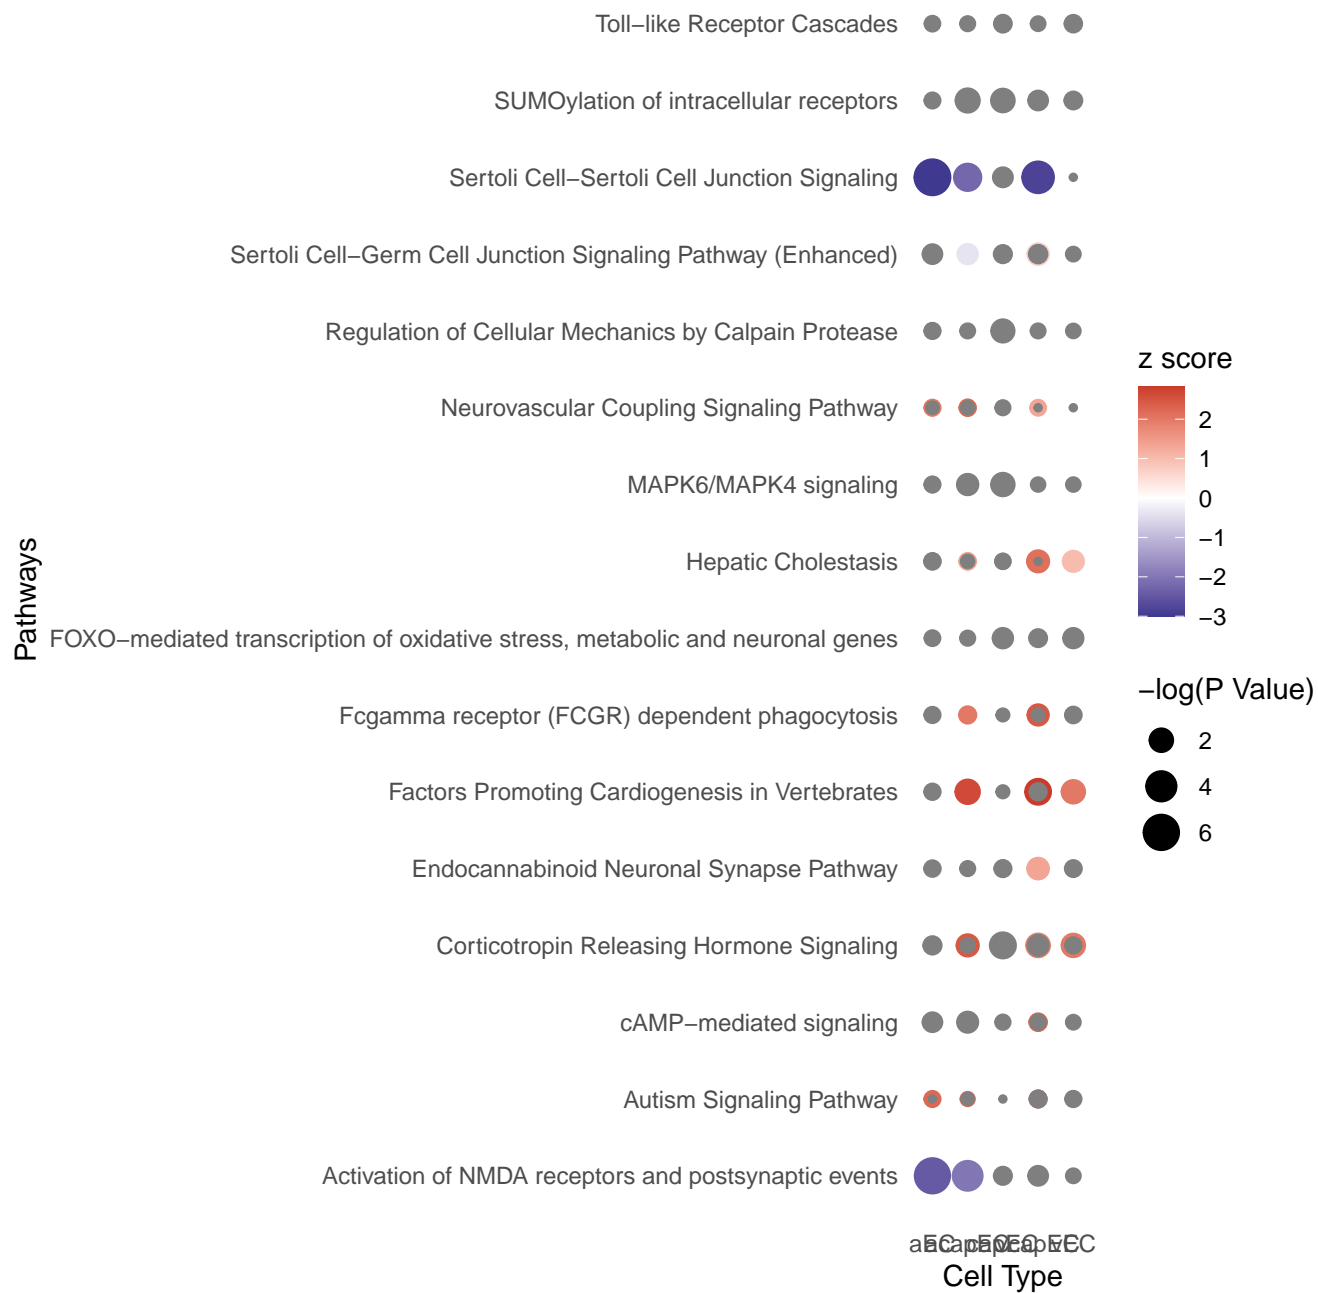 Toll−like Receptor Cascades
SUMOylation of intracellular receptors
Sertoli Cell−Sertoli Cell Junction Signaling
Sertoli Cell−Germ Cell Junction Signaling Pathway (Enhanced)
Regulation of Cellular Mechanics by Calpain Protease
Neurovascular Coupling Signaling Pathway
MAPK6/MAPK4 signaling
Hepatic Cholestasis
FOXO−mediated transcription of oxidative stress, metabolic and neuronal genes
Fcgamma receptor (FCGR) dependent phagocytosis
Factors Promoting Cardiogenesis in Vertebrates
Endocannabinoid Neuronal Synapse Pathway
Corticotropin Releasing Hormone Signaling
cAMP−mediated signaling
Autism Signaling Pathway
Activation of NMDA receptors and postsynaptic events
Pathways
Cell Type
z score
2
1
0
−1
−2
−3
−log(P Value)
2
4
6